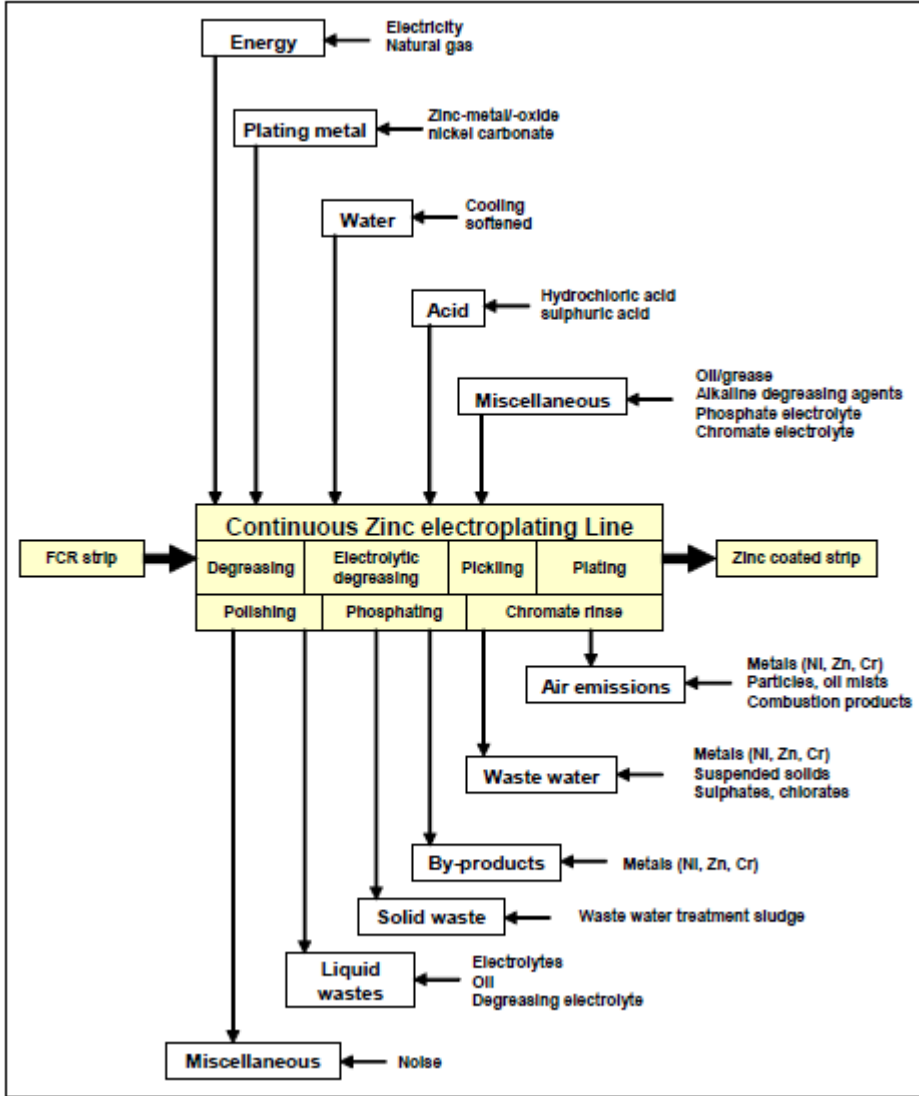 Energy
Electricity
Natural gas
Plating metal
Zinc-metal/-oxide
nickel carbonate
Water
Cooling
softened
Acid
Hydrochloric acid
sulphuric acid
Miscellaneous
Oil/grease
Alkaline degreasing agents
Phosphate electrolyte
Chromate electrolyte
Continuous Zinc electroplating Line
FCR strip
Degreasing
Electrolytic
degreasing
Pickling
Plating
Zinc coated strip
Polishing
Phosphating
Chromate rinse
Air emissions
Metals (Ni, Zn, Cr)
Particles, oil mists
Combustion products
Waste water
Metals (Ni, Zn, Cr)
Suspended solids
Sulphates, chlorates
By-products
Metals (Ni, Zn, Cr)
Solid waste
Waste water treatment sludge
Liquid
wastes
Electrolytes
Oil
Degreasing electrolyte
Miscellaneous
Noise